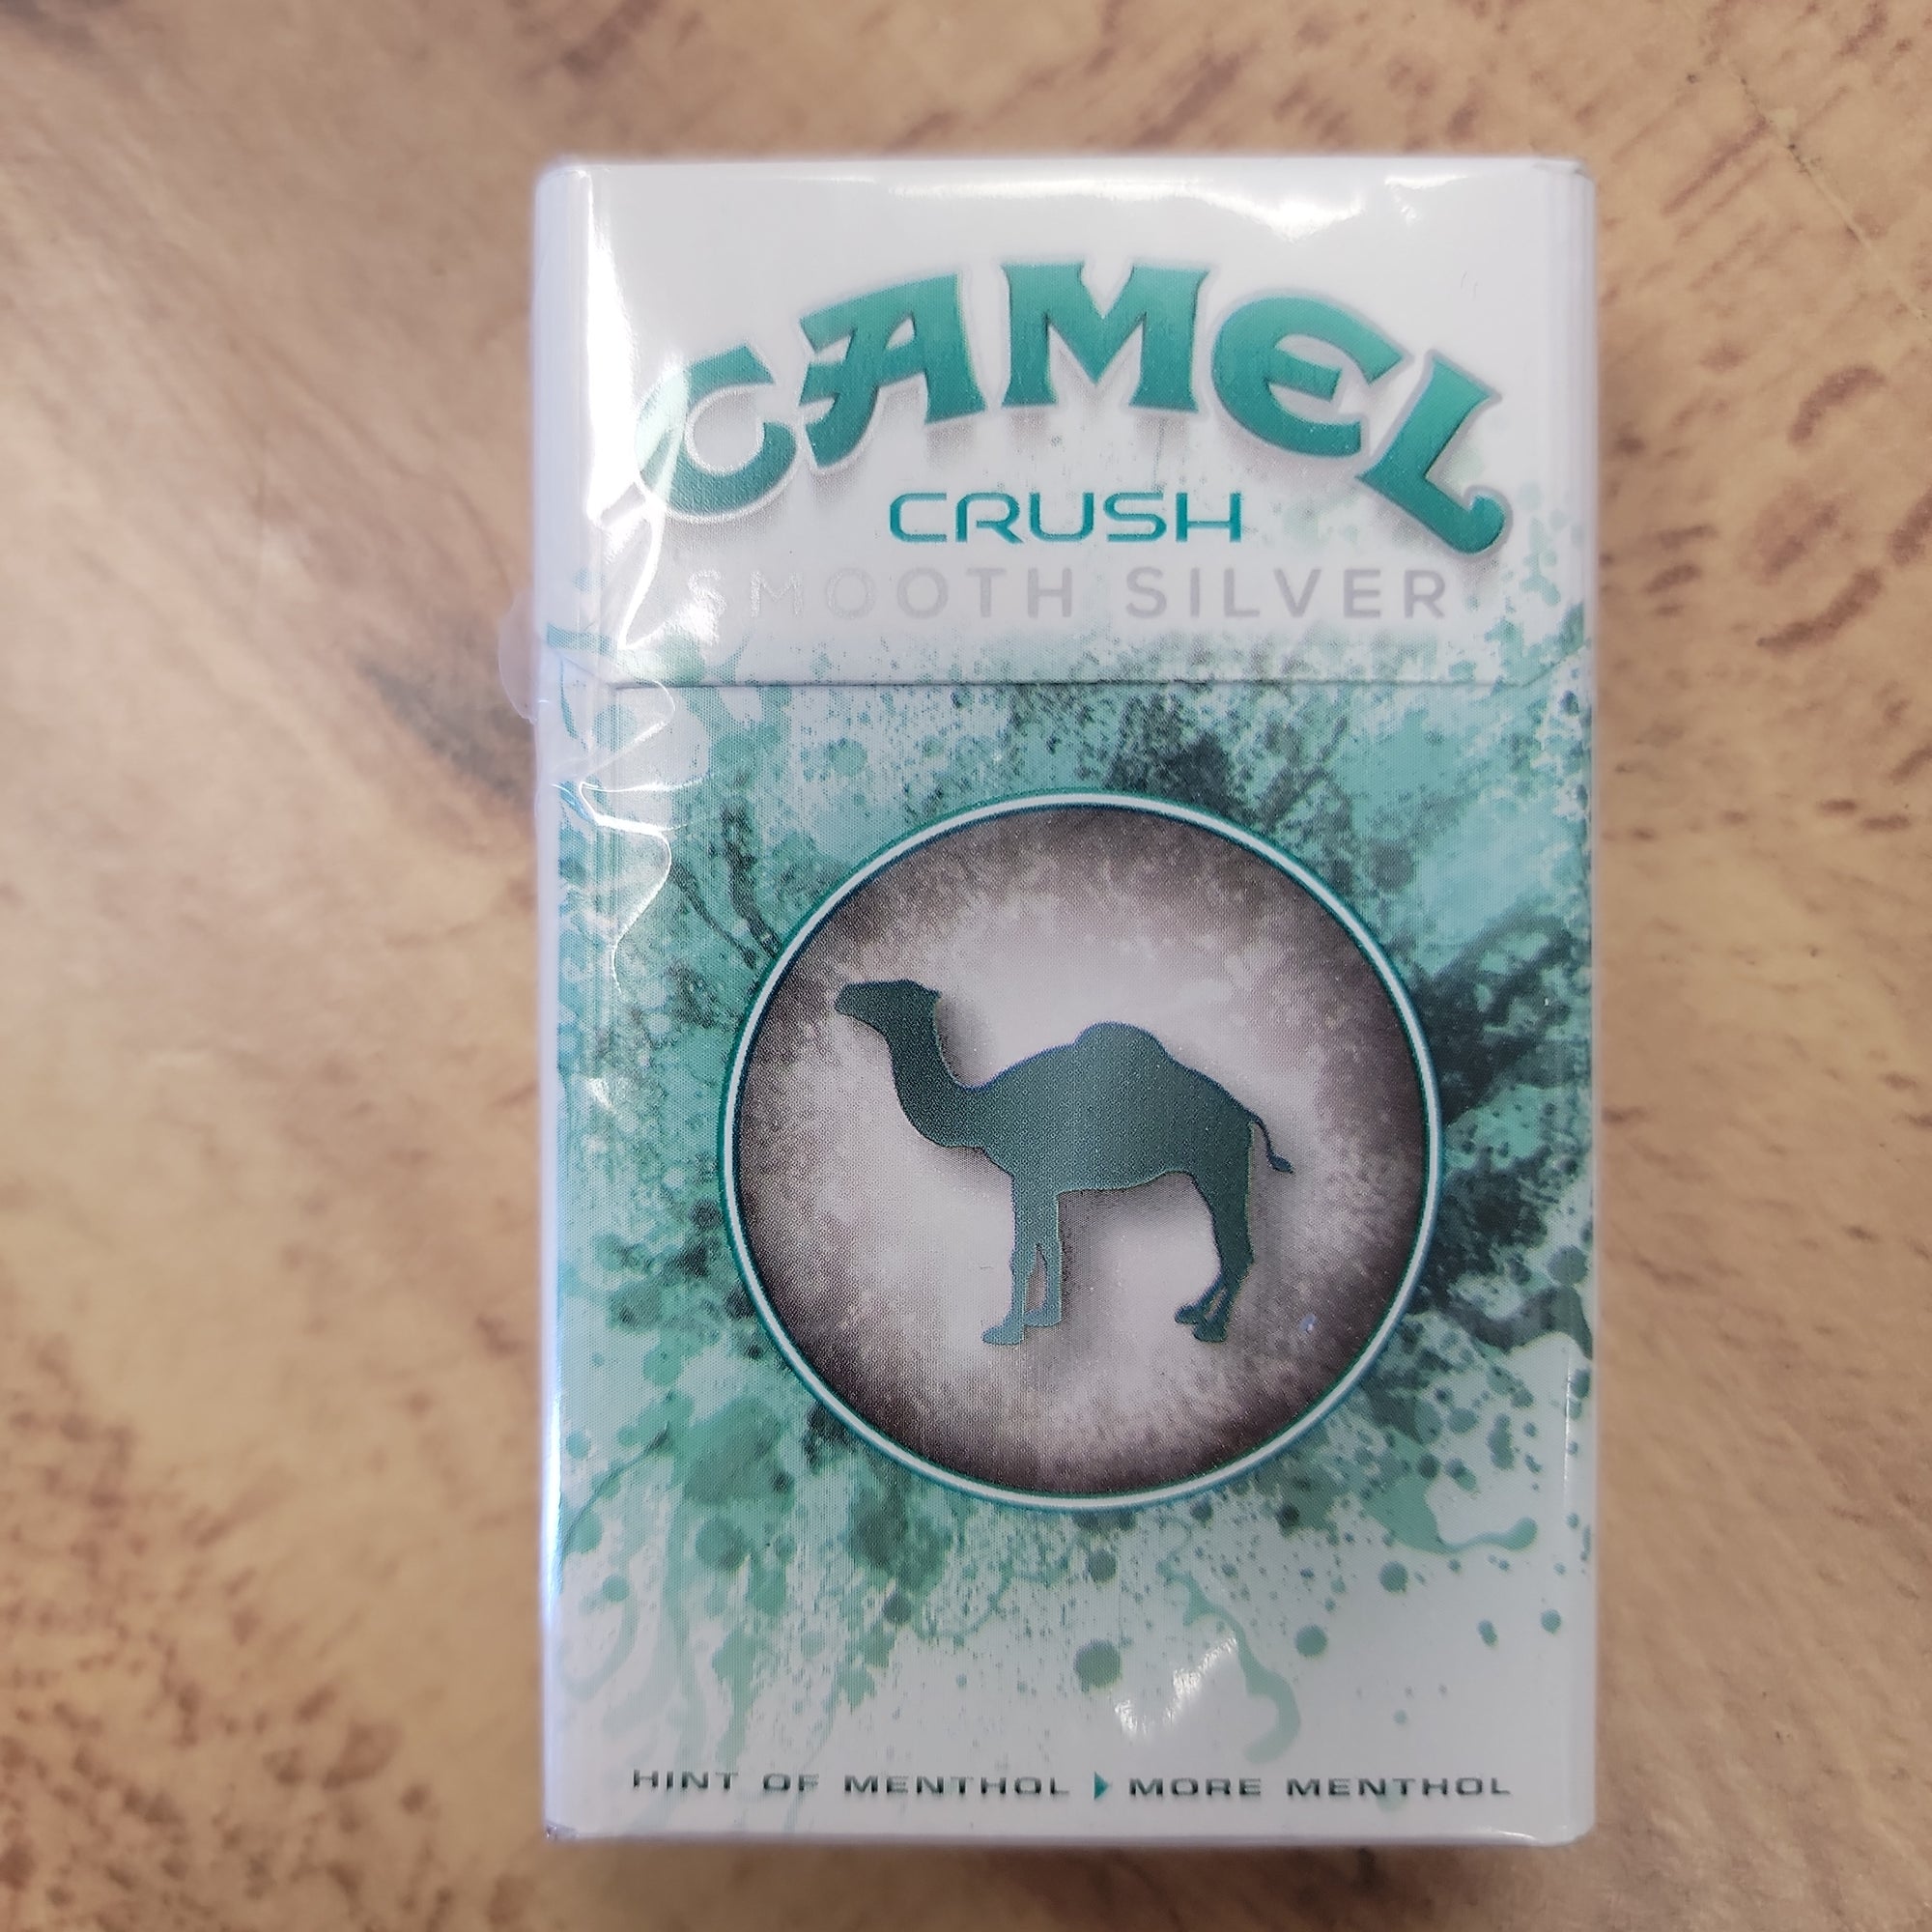 CAMEL
CRUSH
SMOOTH SILVER
HINT OF MENTHOL MORE MENTHOL